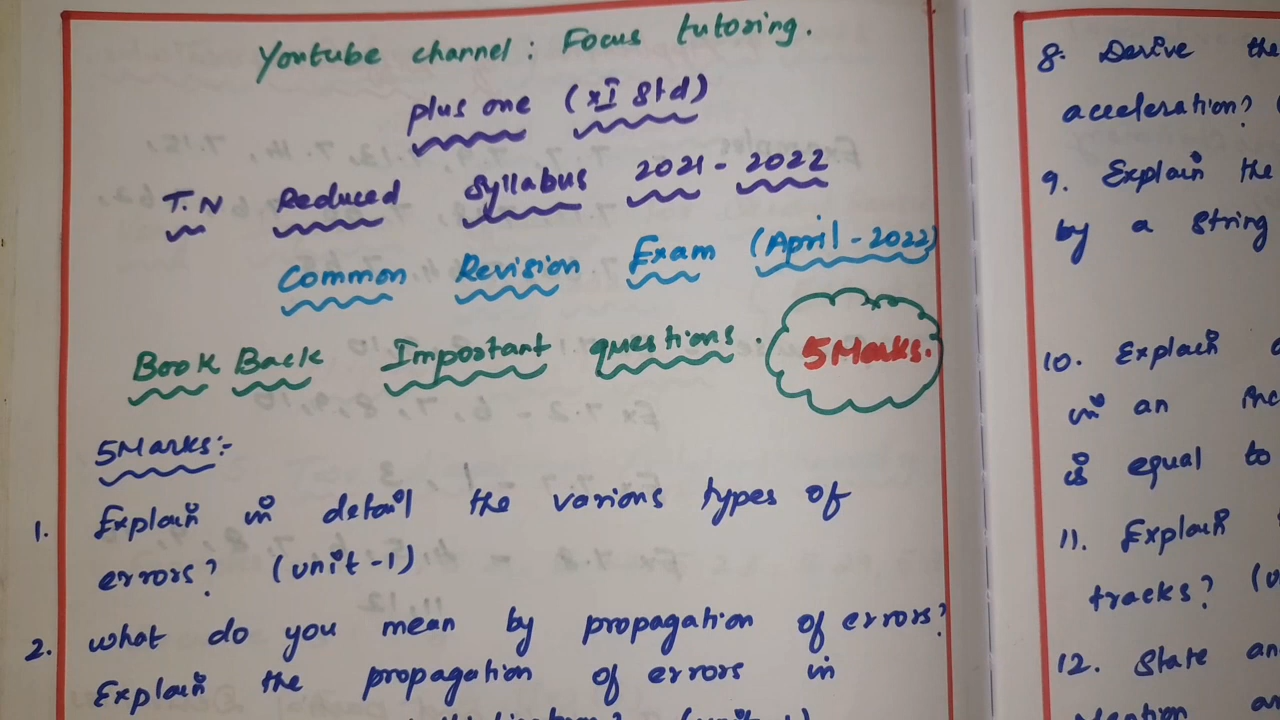 Youtube channel : Focus tutoring.
plus one (XI Std)
T.N Reduced Syllabus 2021 - 2022
Common Revision Exam (April - 2022)
Book Back Important questions.
5 Marks.
5 Marks:-
1. Explain in detail the various types of
errors? (unit - 1)
2. what do you mean by propagation of errors?
Explain the propagation of errors in
8. Derive the
acceleration?
9. Explain the
by a string
10. Explain
in an
is equal to
11. Explain
tracks?
12. State